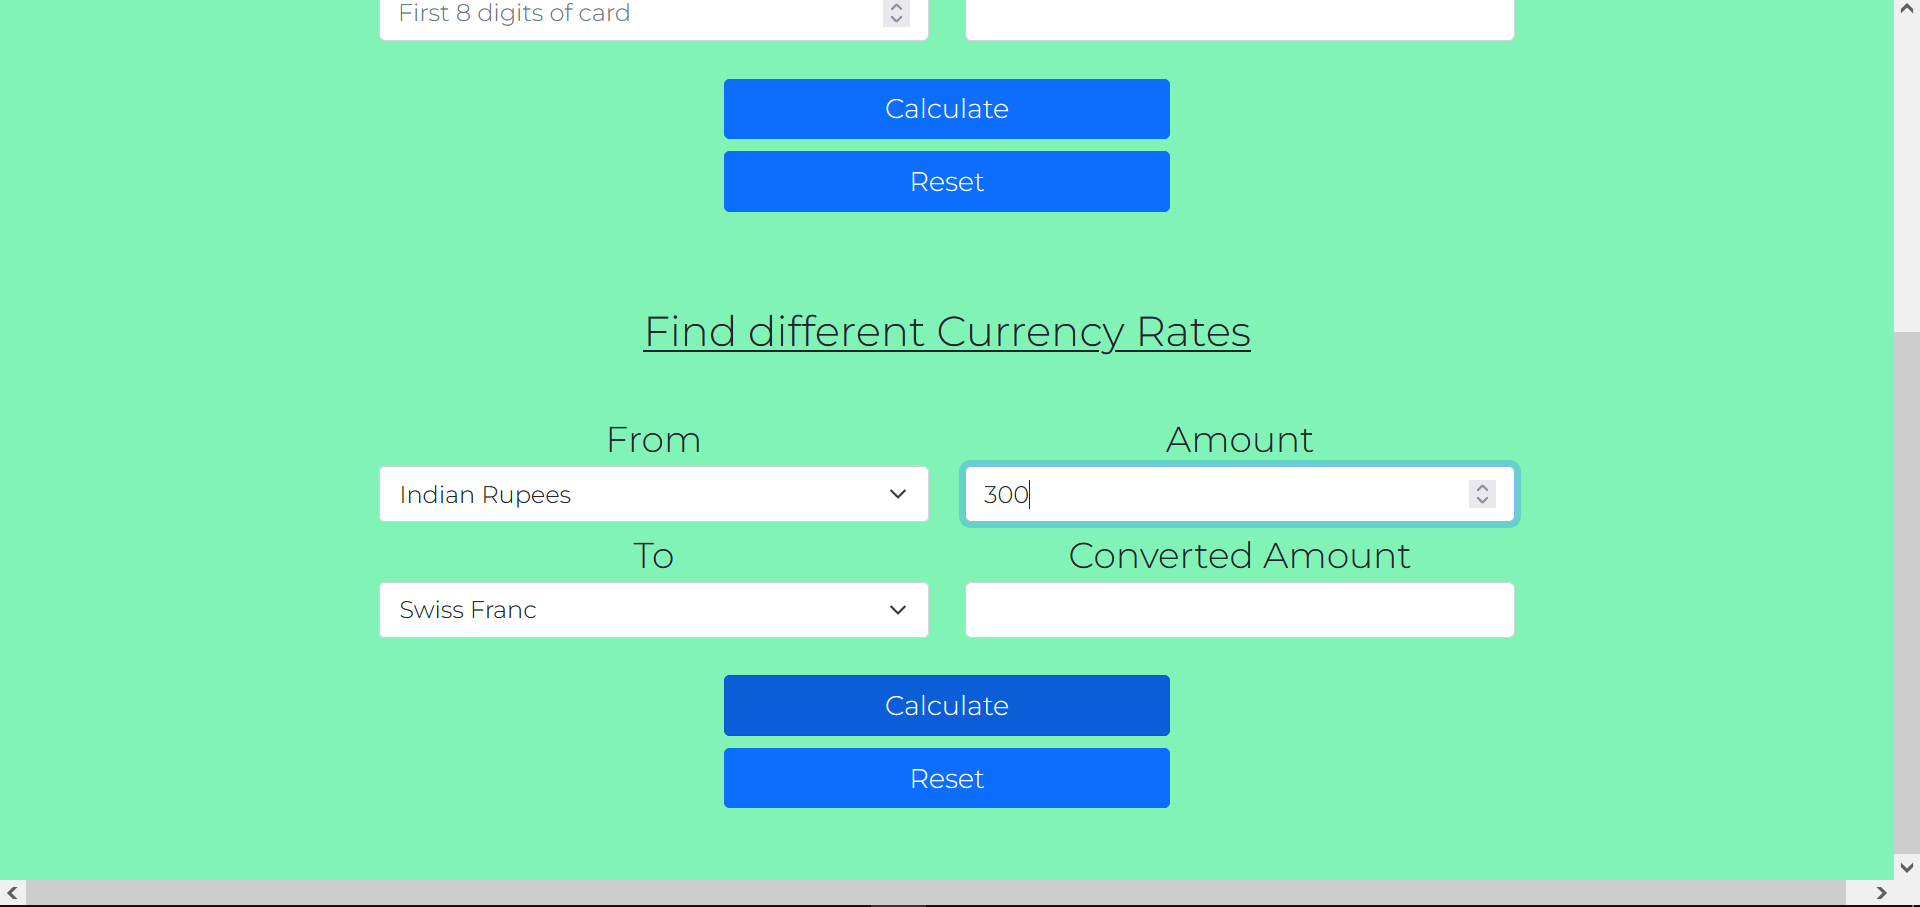 First 8 digits of card
Calculate
Reset
Find different Currency Rates
From
Amount
Indian Rupees
300
To
Converted Amount
Swiss Franc
Calculate
Reset